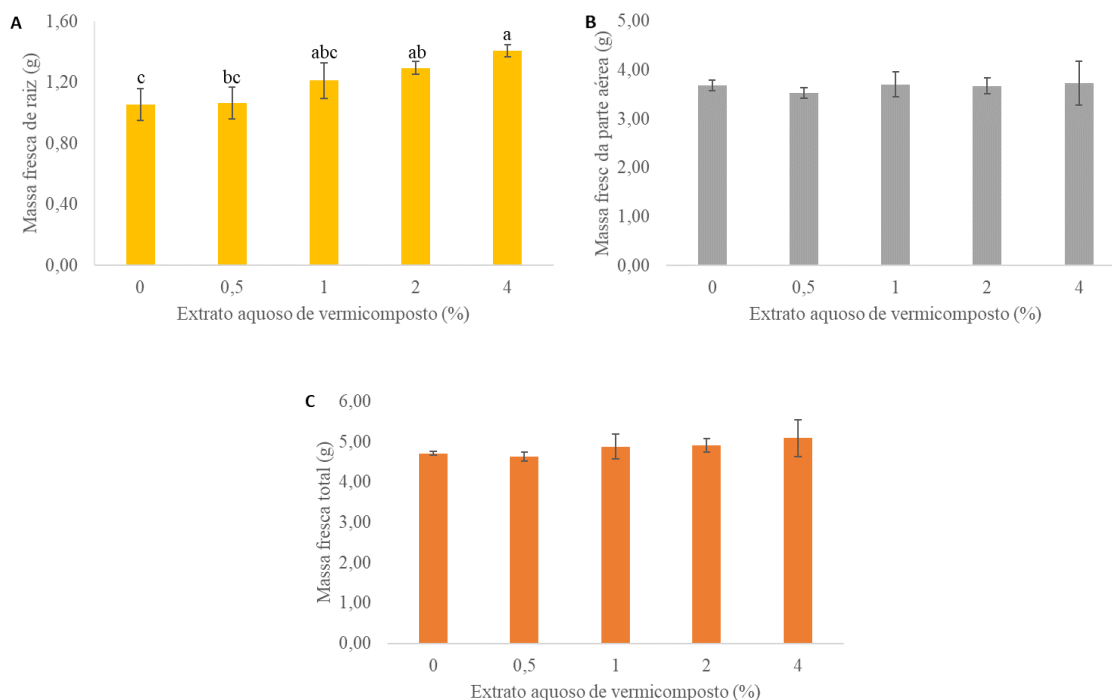 A
Massa fresca de raiz (g)
1,60
1,20
0,80
0,40
0,00
c
bc
abc
ab
a
0 0,5 1 2 4
Extrato aquoso de vermicomposto (%)
B
Massa fresc da parte aérea (g)
5,00
4,00
3,00
2,00
1,00
0,00
0 0,5 1 2 4
Extrato aquoso de vermicomposto (%)
C
Massa fresca total (g)
6,00
5,00
4,00
3,00
2,00
1,00
0,00
0 0,5 1 2 4
Extrato aquoso de vermicomposto (%)